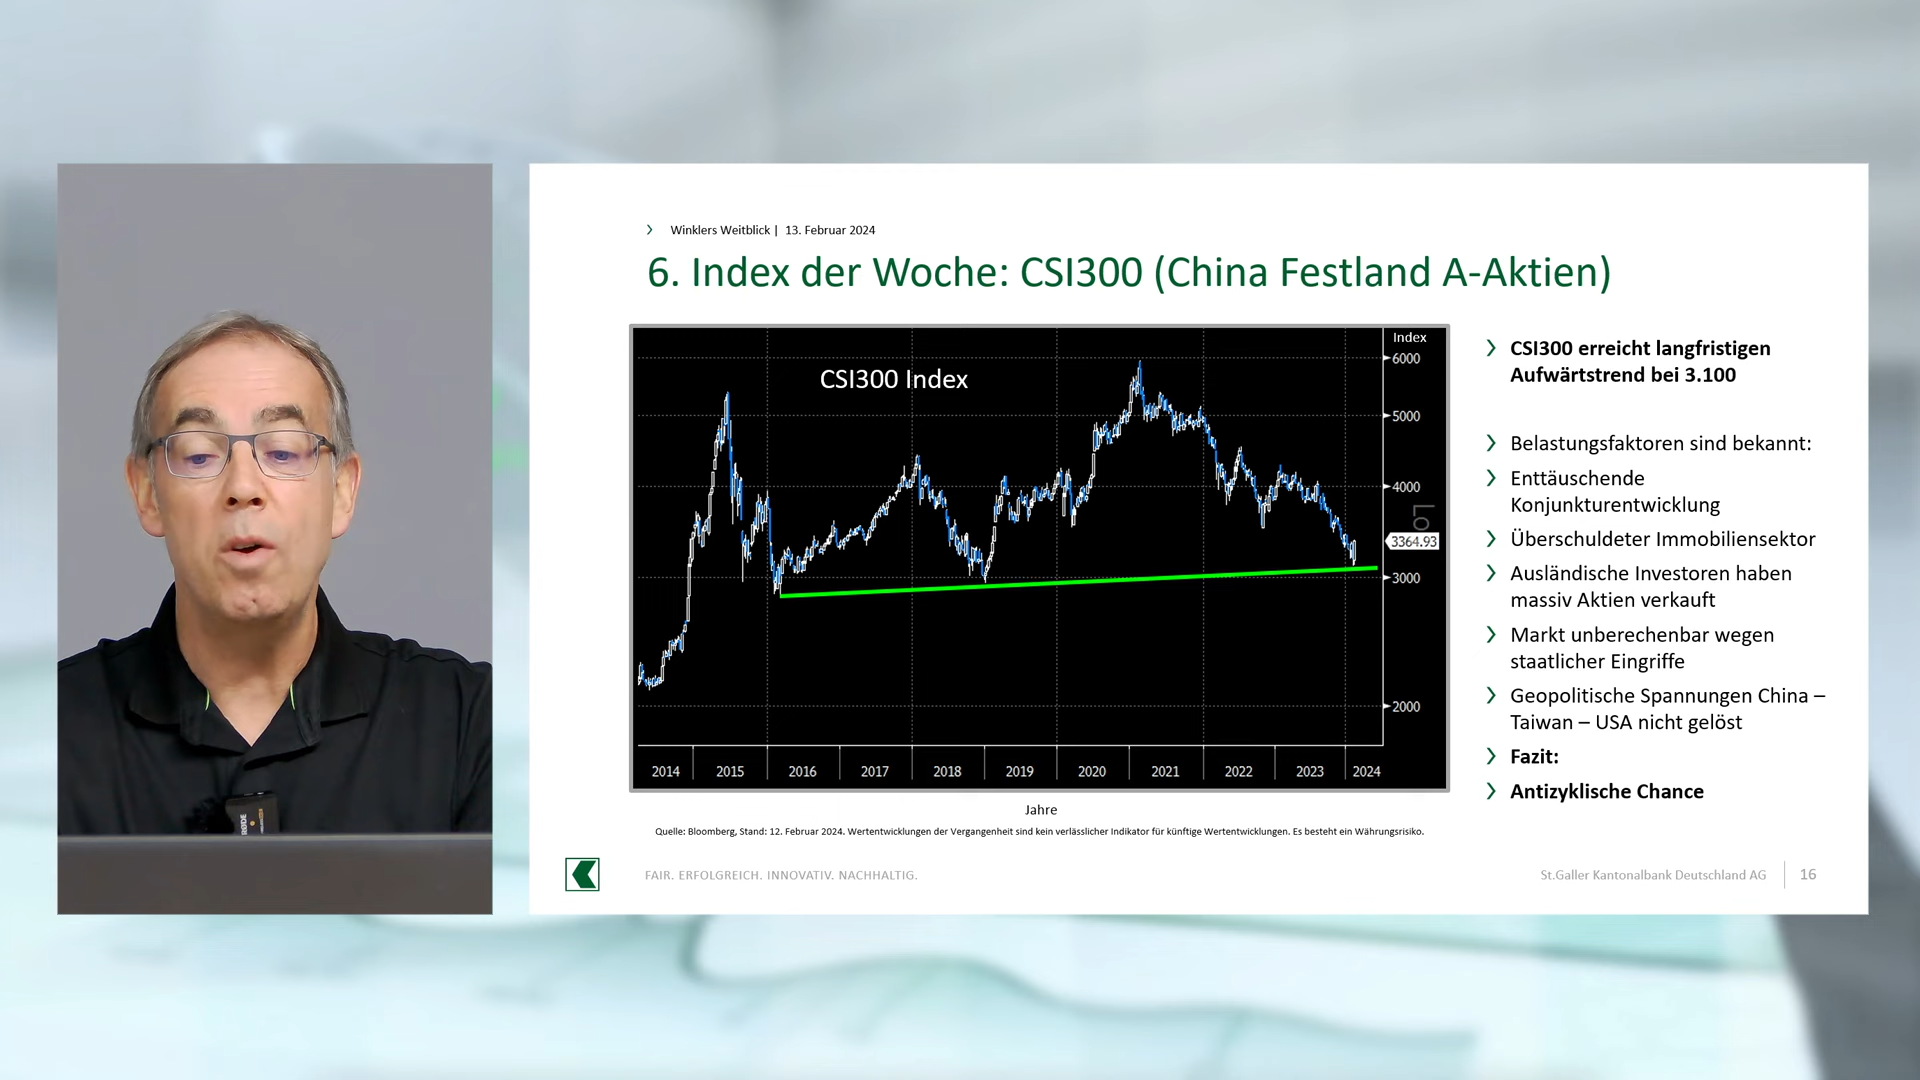 Winklers Weitblick | 13. Februar 2024
6. Index der Woche: CSI300 (China Festland A-Aktien)
CSI300 Index
Index
6000
5000
4000
Lo
3364.93
3000
2000
2014 2015 2016 2017 2018 2019 2020 2021 2022 2023 2024
Jahre
Quelle: Bloomberg, Stand: 12. Februar 2024. Wertentwicklungen der Vergangenheit sind kein verlässlicher Indikator für künftige Wertentwicklungen. Es besteht ein Währungsrisiko.
CSI300 erreicht langfristigen
Aufwärtstrend bei 3.100
Belastungsfaktoren sind bekannt:
Enttäuschende
Konjunkturentwicklung
Überschuldeter Immobiliensektor
Ausländische Investoren haben
massiv Aktien verkauft
Markt unberechenbar wegen
staatlicher Eingriffe
Geopolitische Spannungen China –
Taiwan – USA nicht gelöst
Fazit:
Antizyklische Chance
FAIR. ERFOLGREICH. INNOVATIV. NACHHALTIG.
St.Galler Kantonalbank Deutschland AG
16
RØDE